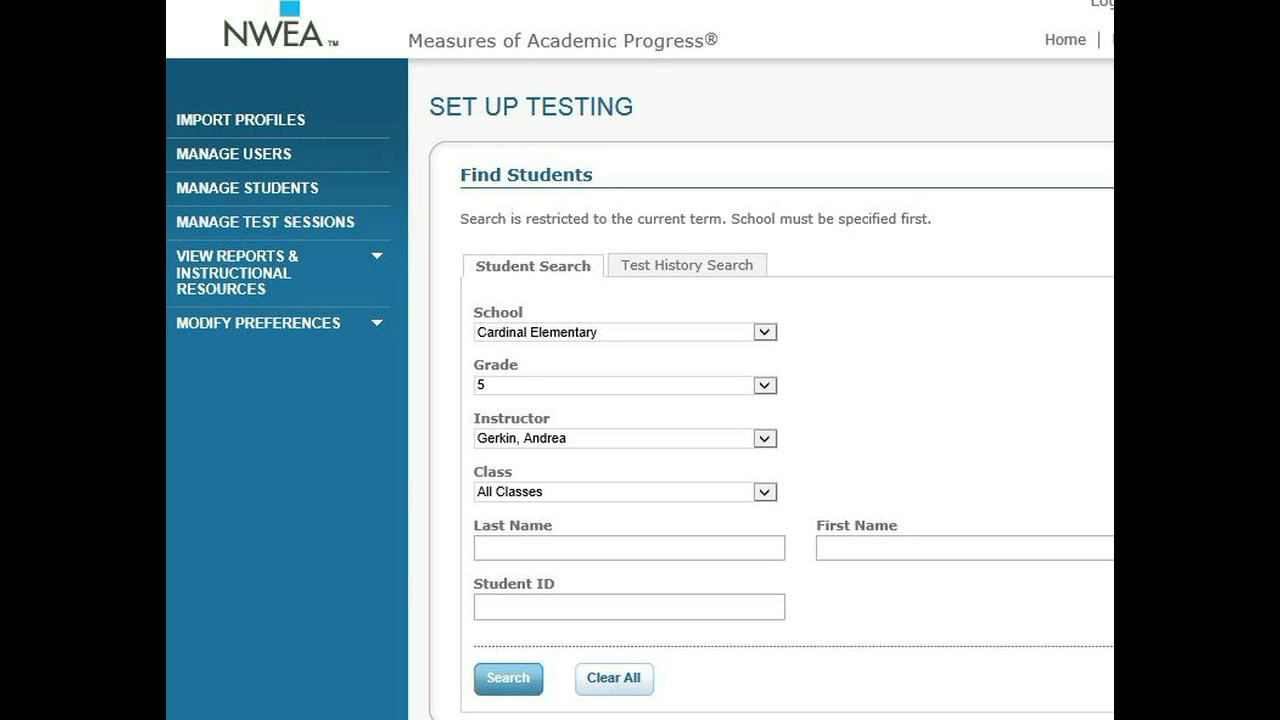 NWEA™
Measures of Academic Progress®
Home |
IMPORT PROFILES
MANAGE USERS
MANAGE STUDENTS
MANAGE TEST SESSIONS
VIEW REPORTS &
INSTRUCTIONAL
RESOURCES
MODIFY PREFERENCES
SET UP TESTING
Find Students
Search is restricted to the current term. School must be specified first.
Student Search
Test History Search
School
Cardinal Elementary
Grade
5
Instructor
Gerkin, Andrea
Class
All Classes
Last Name
First Name
Student ID
Search
Clear All